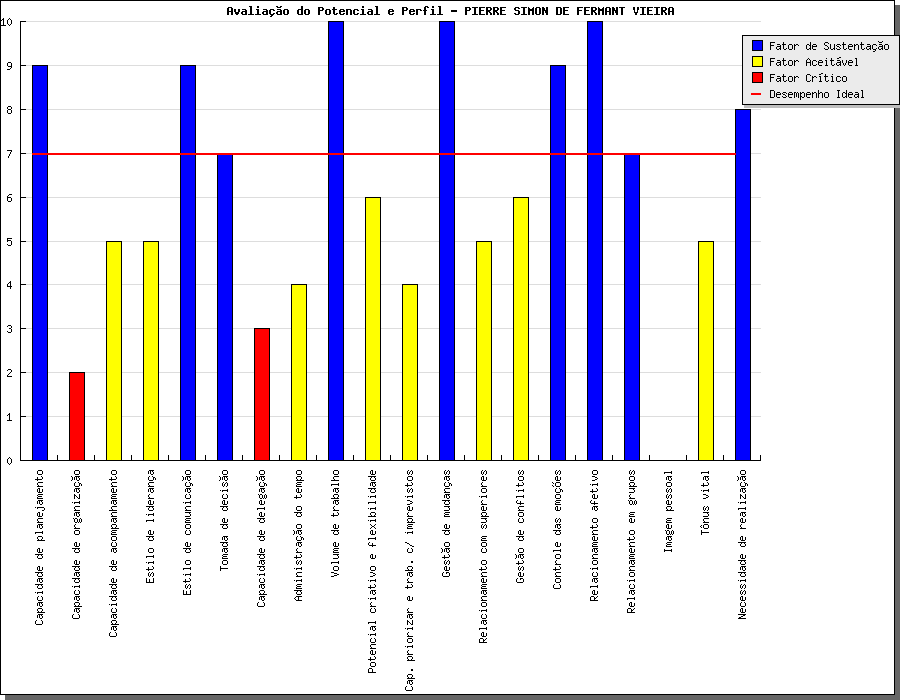 Avaliação do Potencial e Perfil - PIERRE SIMON DE FERMANT VIEIRA
Fator de Sustentação
Fator Aceitável
Fator Crítico
Desempenho Ideal
10
9
8
7
6
5
4
3
2
1
0
Capacidade de planejamento
Capacidade de organização
Capacidade de acompanhamento
Estilo de liderança
Estilo de comunicação
Tomada de decisão
Capacidade de delegação
Administração do tempo
Volume de trabalho
Potencial criativo e flexibilidade
Cap. priorizar e trab. c/ imprevistos
Gestão de mudanças
Relacionamento com superiores
Gestão de conflitos
Controle das emoções
Relacionamento afetivo
Relacionamento em grupos
Imagem pessoal
Tônus vital
Necessidade de realização